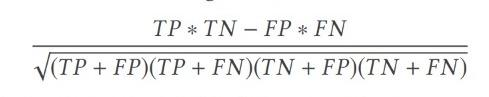 TP ∗ TN − FP ∗ FN
√(TP + FP)(TP + FN)(TN + FP)(TN + FN)